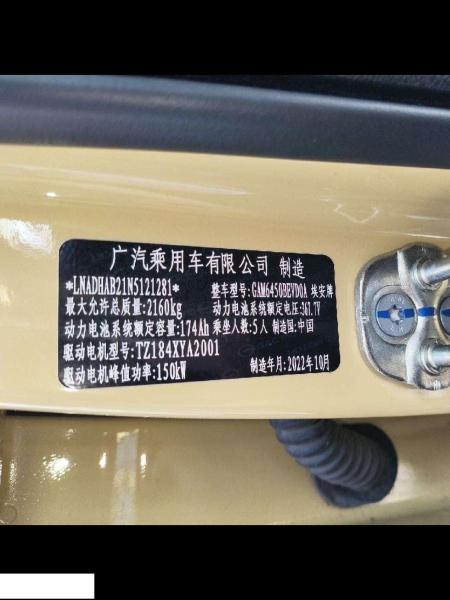 广汽乘用车有限公司 制造
*LNADHAB21N5121281* 整车型号:GAM6450BEVD0A 埃安牌
最大允许总质量:2160kg 动力电池系统额定电压:367.7V
动力电池系统额定容量:174Ah 乘坐人数:5人 制造国:中国
驱动电机型号:TZ184XYA2001
驱动电机峰值功率:150kW 制造年月:2022年10月